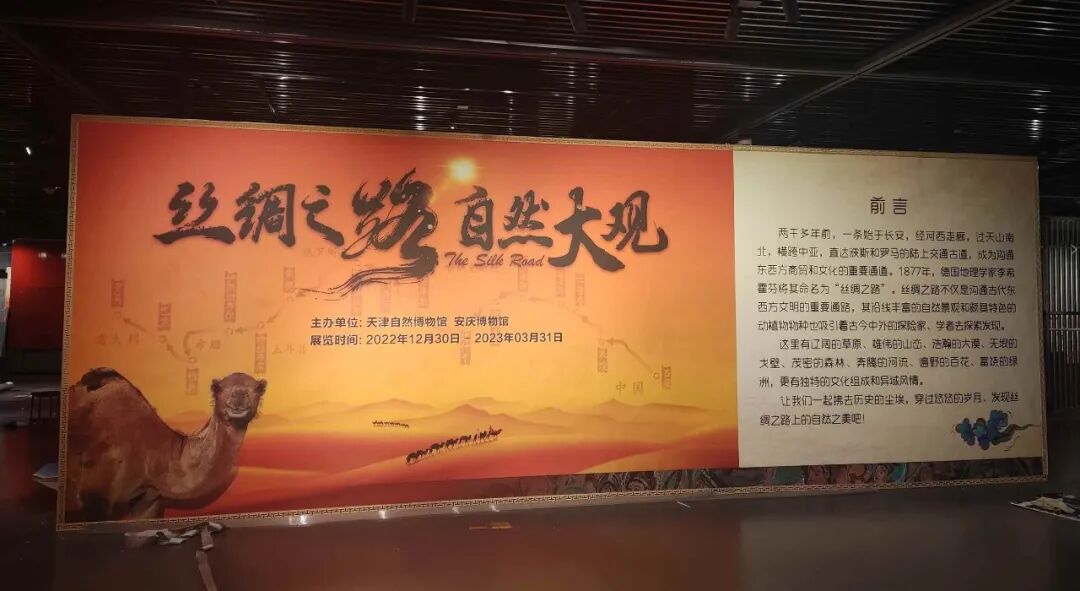 丝绸之路 自然大观
The Silk Road
主办单位: 天津自然博物馆 安庆博物馆
展览时间: 2022年12月30日 - 2023年03月31日
意大利
希腊
中国
前言
两千多年前，一条始于长安，经河西走廊，过天山南
北，横跨中亚，直达波斯和罗马的陆上交通古道，成为沟通
东西方商贸和文化的重要通道。1877年，德国地理学家李希
霍芬将其命名为“丝绸之路”。丝绸之路不仅是沟通古代东
西方文明的重要通路，其沿线丰富的自然景观和颇具特色的
动植物物种也吸引着古今中外的探险家、学者去探索发现。
这里有辽阔的草原、雄伟的山峦、浩瀚的大漠、无垠的
戈壁、茂密的森林、奔腾的河流、遍野的百花、富饶的绿
洲，更有独特的文化组成和异域风情。
让我们一起拂去历史的尘埃，穿过悠悠的岁月、发现丝
绸之路上的自然之美吧！